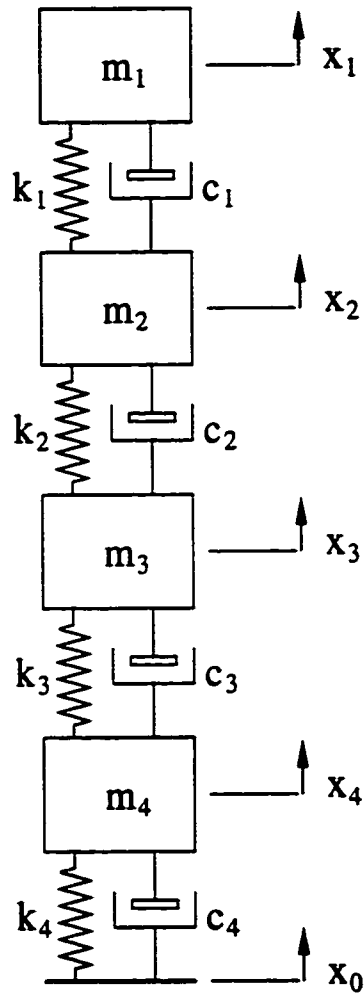 m₁
x₁
k₁
c₁
m₂
x₂
k₂
c₂
m₃
x₃
k₃
c₃
m₄
x₄
k₄
c₄
x₀